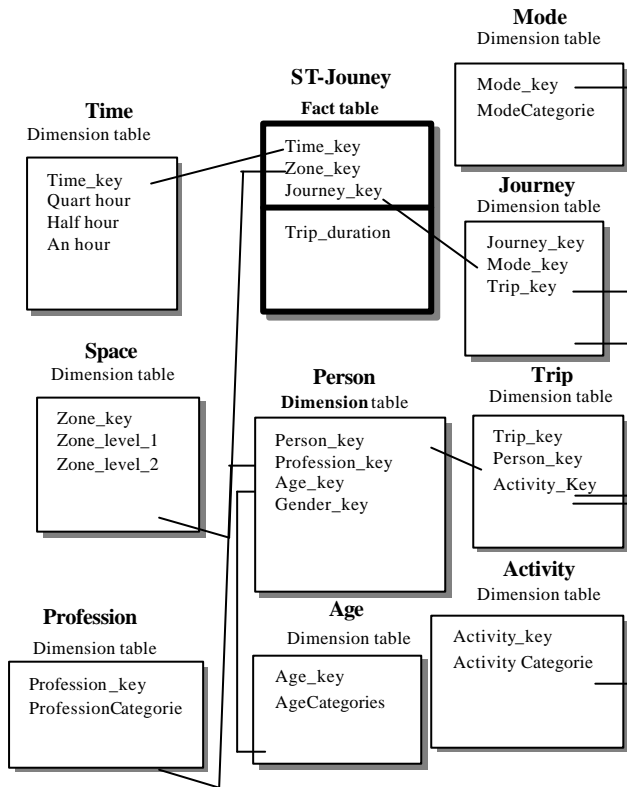 Mode
Dimension table
Mode_key
ModeCategorie
ST-Jouney
Fact table
Time_key
Zone_key
Journey_key
Trip_duration
Time
Dimension table
Time_key
Quart hour
Half hour
An hour
Journey
Dimension table
Journey_key
Mode_key
Trip_key
Space
Dimension table
Zone_key
Zone_level_1
Zone_level_2
Person
Dimension table
Person_key
Profession_key
Age_key
Gender_key
Trip
Dimension table
Trip_key
Person_key
Activity_Key
Profession
Dimension table
Profession_key
ProfessionCategorie
Age
Dimension table
Age_key
AgeCategories
Activity
Dimension table
Activity_key
Activity Categorie